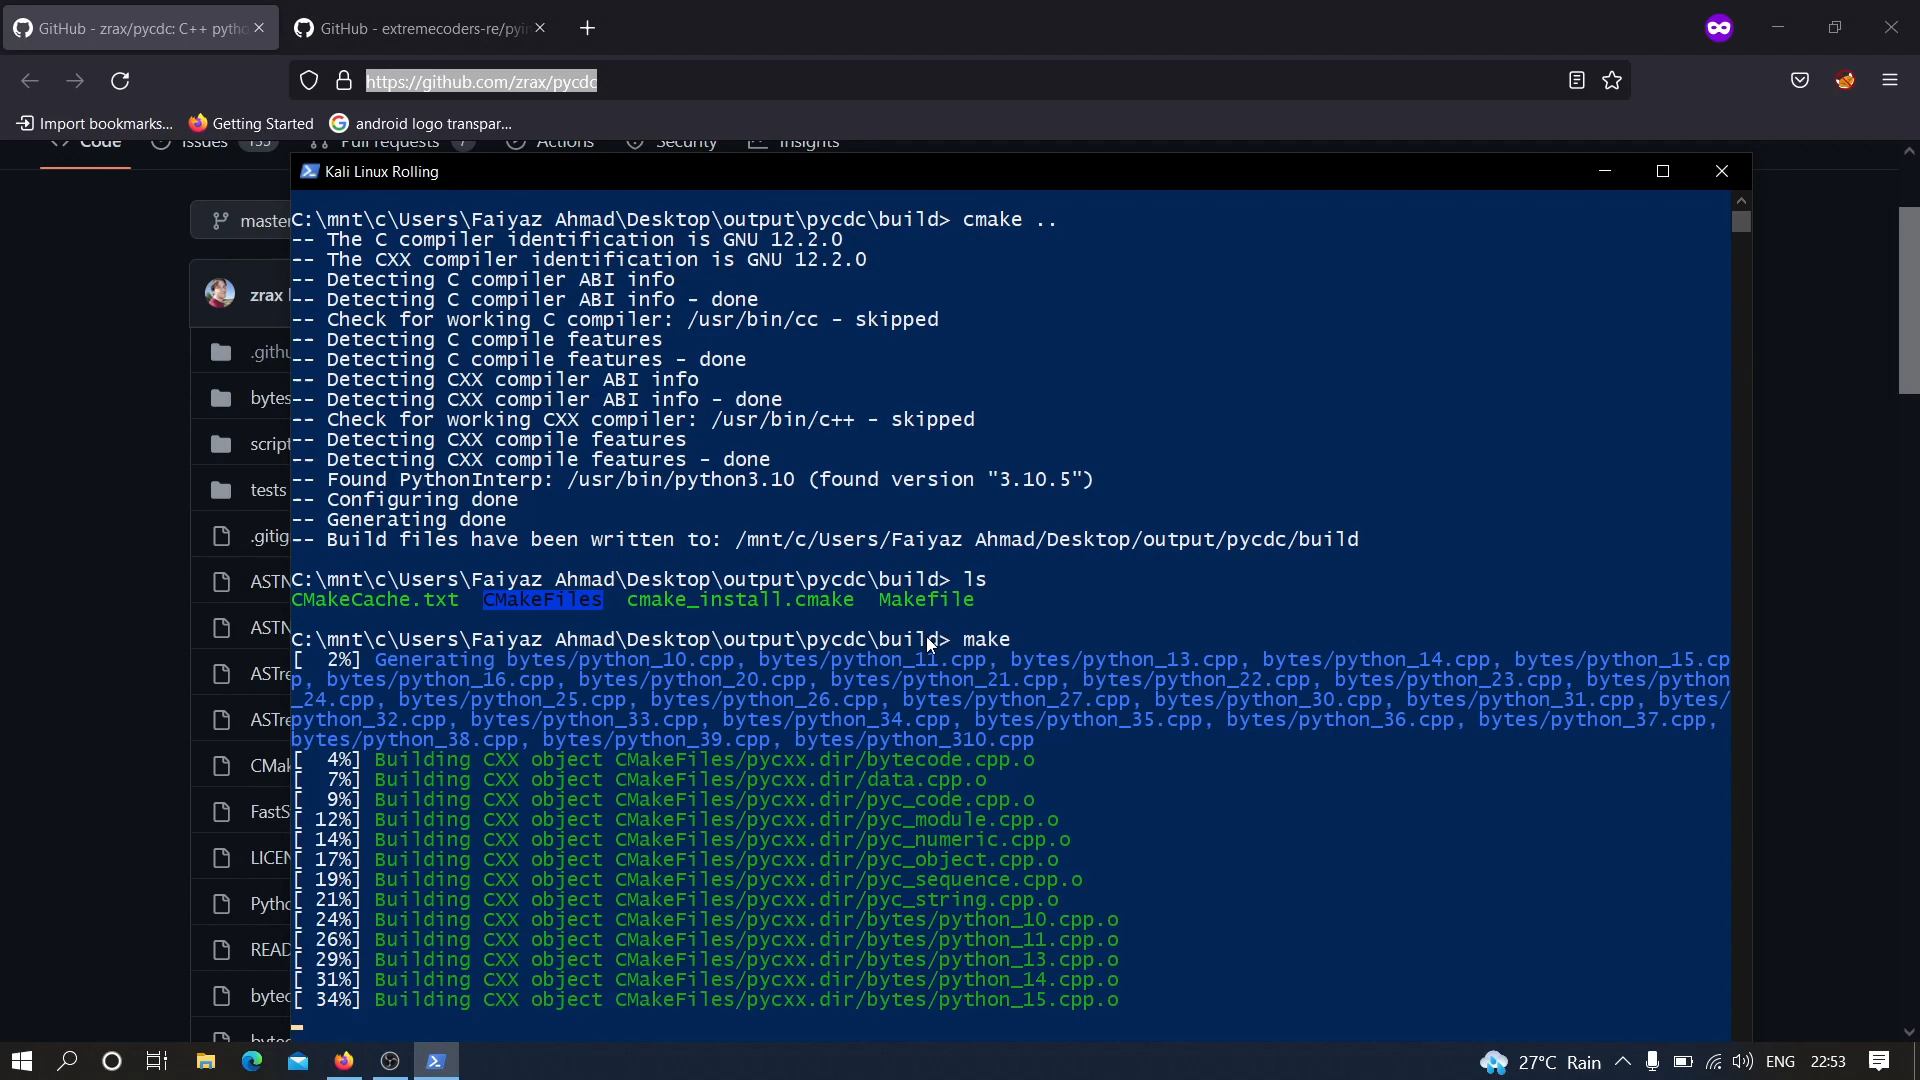 GitHub - zrax/pycdc: C++ pytho
GitHub - extremecoders-re/pyin
https://github.com/zrax/pycdc
Import bookmarks...
Getting Started
android logo transpar...
Code
Issues 135
Pull requests 7
Actions
Security
Insights
Kali Linux Rolling
master
zrax
.githu
bytes
script
tests
.gitig
ASTN
ASTN
ASTre
ASTre
CMak
FastS
LICEN
Pytho
READ
bytec
C:\mnt\c\Users\Faiyaz Ahmad\Desktop\output\pycdc\build> cmake ..
-- The C compiler identification is GNU 12.2.0
-- The CXX compiler identification is GNU 12.2.0
-- Detecting C compiler ABI info
-- Detecting C compiler ABI info - done
-- Check for working C compiler: /usr/bin/cc - skipped
-- Detecting C compile features
-- Detecting C compile features - done
-- Detecting CXX compiler ABI info
-- Detecting CXX compiler ABI info - done
-- Check for working CXX compiler: /usr/bin/c++ - skipped
-- Detecting CXX compile features
-- Detecting CXX compile features - done
-- Found PythonInterp: /usr/bin/python3.10 (found version "3.10.5")
-- Configuring done
-- Generating done
-- Build files have been written to: /mnt/c/Users/Faiyaz Ahmad/Desktop/output/pycdc/build
C:\mnt\c\Users\Faiyaz Ahmad\Desktop\output\pycdc\build> ls
CMakeCache.txt CMakeFiles cmake_install.cmake Makefile
C:\mnt\c\Users\Faiyaz Ahmad\Desktop\output\pycdc\build> make
[ 2%] Generating bytes/python_10.cpp, bytes/python_11.cpp, bytes/python_13.cpp, bytes/python_14.cpp, bytes/python_15.cp
p, bytes/python_16.cpp, bytes/python_20.cpp, bytes/python_21.cpp, bytes/python_22.cpp, bytes/python_23.cpp, bytes/python
_24.cpp, bytes/python_25.cpp, bytes/python_26.cpp, bytes/python_27.cpp, bytes/python_30.cpp, bytes/python_31.cpp, bytes/
python_32.cpp, bytes/python_33.cpp, bytes/python_34.cpp, bytes/python_35.cpp, bytes/python_36.cpp, bytes/python_37.cpp,
bytes/python_38.cpp, bytes/python_39.cpp, bytes/python_310.cpp
[ 4%] Building CXX object CMakeFiles/pycxx.dir/bytecode.cpp.o
[ 7%] Building CXX object CMakeFiles/pycxx.dir/data.cpp.o
[ 9%] Building CXX object CMakeFiles/pycxx.dir/pyc_code.cpp.o
[ 12%] Building CXX object CMakeFiles/pycxx.dir/pyc_module.cpp.o
[ 14%] Building CXX object CMakeFiles/pycxx.dir/pyc_numeric.cpp.o
[ 17%] Building CXX object CMakeFiles/pycxx.dir/pyc_object.cpp.o
[ 19%] Building CXX object CMakeFiles/pycxx.dir/pyc_sequence.cpp.o
[ 21%] Building CXX object CMakeFiles/pycxx.dir/pyc_string.cpp.o
[ 24%] Building CXX object CMakeFiles/pycxx.dir/bytes/python_10.cpp.o
[ 26%] Building CXX object CMakeFiles/pycxx.dir/bytes/python_11.cpp.o
[ 29%] Building CXX object CMakeFiles/pycxx.dir/bytes/python_13.cpp.o
[ 31%] Building CXX object CMakeFiles/pycxx.dir/bytes/python_14.cpp.o
[ 34%] Building CXX object CMakeFiles/pycxx.dir/bytes/python_15.cpp.o
27°C Rain
ENG
22:53